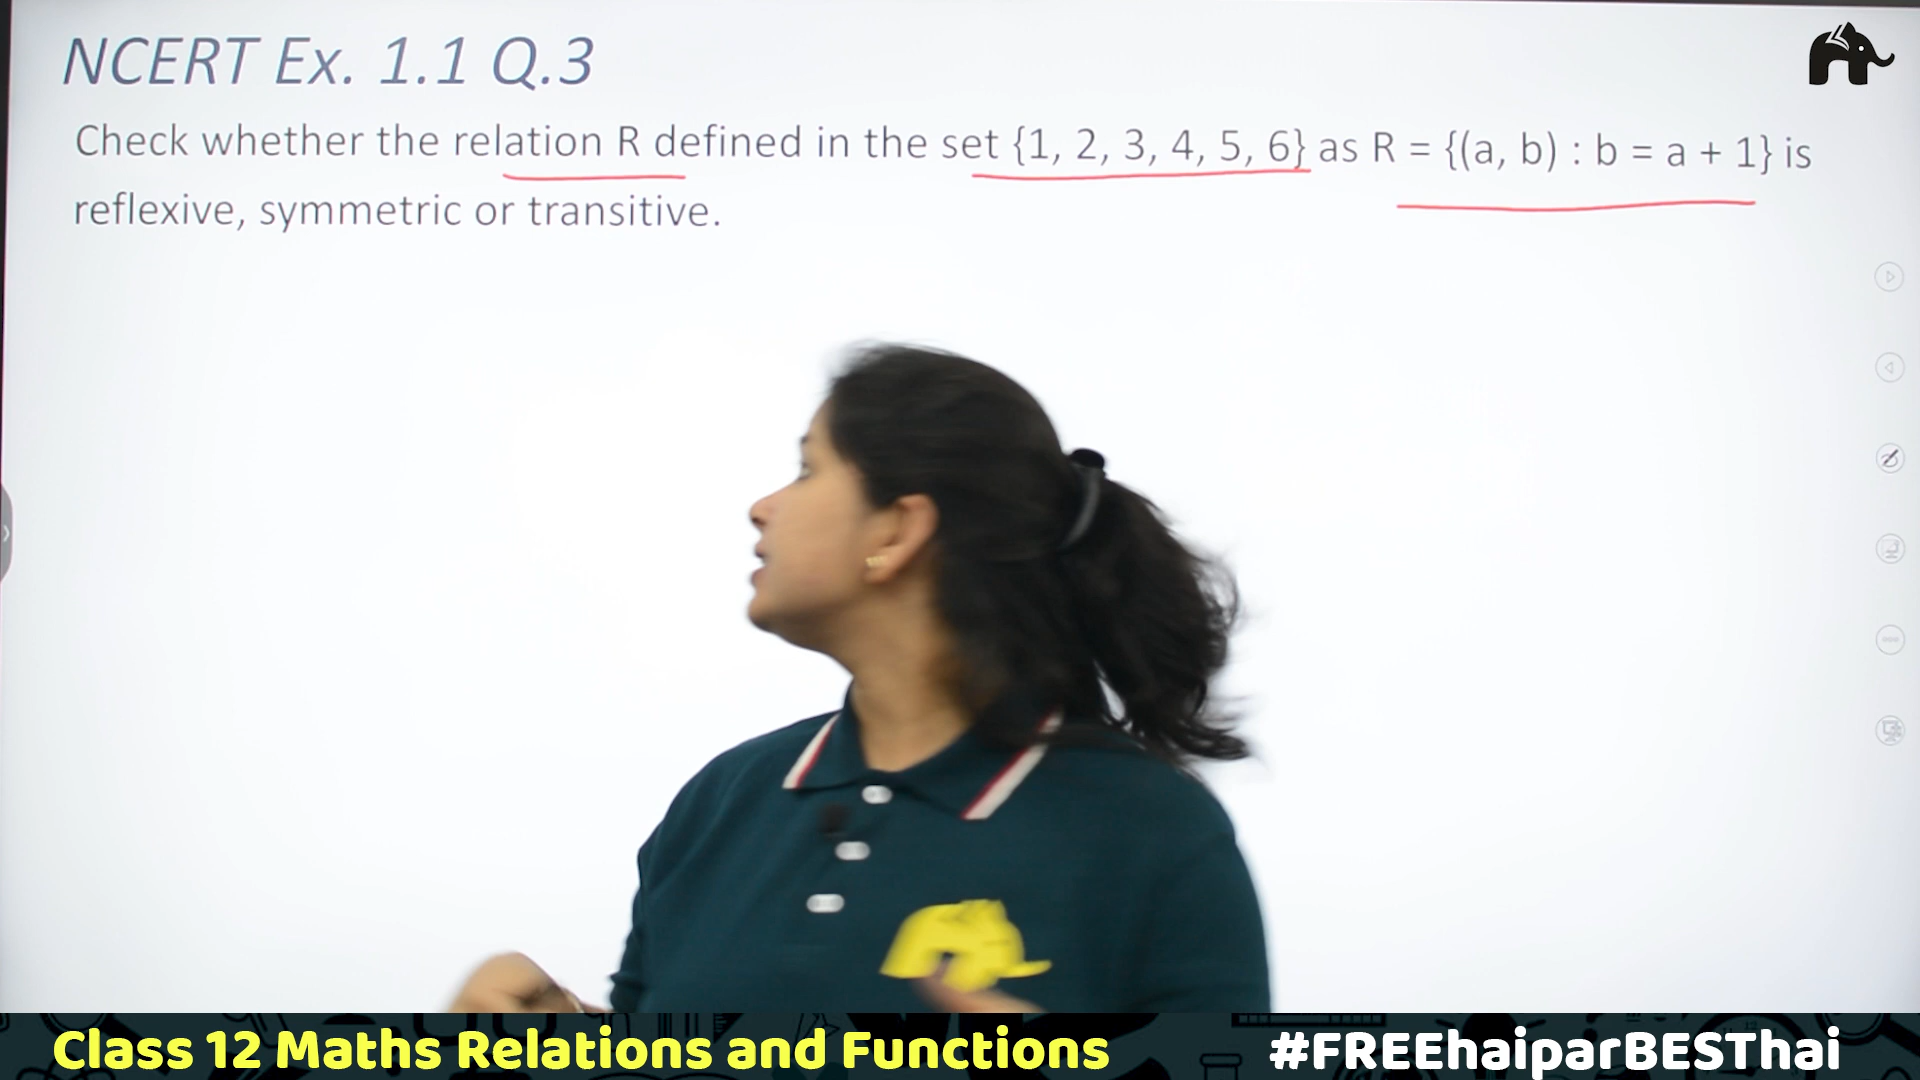 NCERT Ex. 1.1 Q.3
Check whether the relation R defined in the set {1, 2, 3, 4, 5, 6} as R = {(a, b) : b = a + 1} is
reflexive, symmetric or transitive.
Class 12 Maths Relations and Functions
#FREEhaiparBESThai